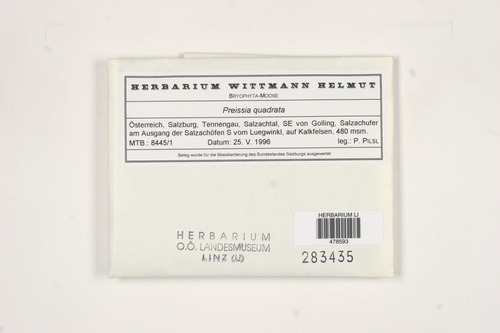 HERBARIUM WITTMANN HELMUT
BRYOPHYTA-MOOSE
Preissia quadrata
Österreich, Salzburg, Tennengau, Salzachtal, SE von Golling, Salzachufer
am Ausgang der Salzachöfen S vom Luegwinkl, auf Kalkfelsen, 480 msm.
MTB.: 8445/1 Datum: 25. V. 1996 leg.: P. PILSL
Beleg wurde für die Mooskartierung des Bundeslandes Salzburgs ausgewertet
HERBARIUM LI
478593
HERBARIUM
O.Ö. LANDESMUSEUM
LINZ (LI)
283435